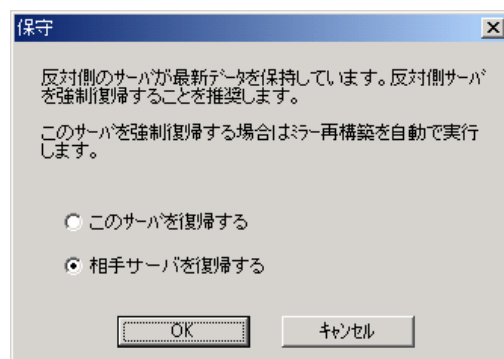 保守
反対側のサーバが最新データを保持しています。反対側サーバ
を強制復帰することを推奨します。
このサーバを強制復帰する場合はミラー再構築を自動で実行
します。
このサーバを復帰する
相手サーバを復帰する
OK
キャンセル